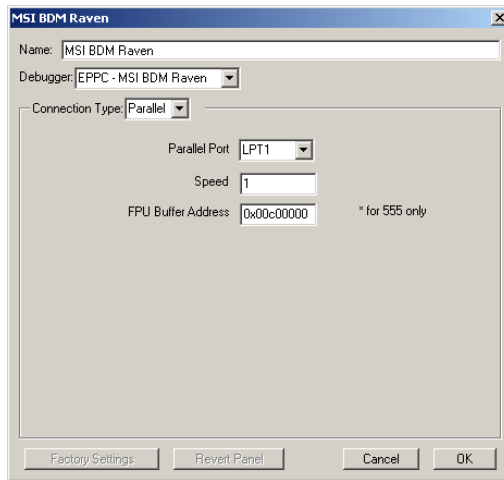 MSI BDM Raven
Name: MSI BDM Raven
Debugger: EPPC - MSI BDM Raven
Connection Type: Parallel
Parallel Port LPT1
Speed 1
FPU Buffer Address 0x00c00000 * for 555 only
Factory Settings Revert Panel Cancel OK